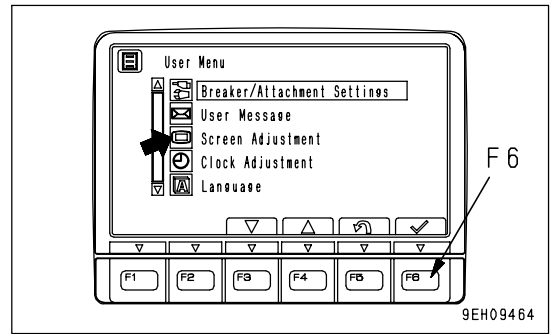 User Menu
Breaker/Attachment Settings
User Message
Screen Adjustment
Clock Adjustment
A Language
F6
F1 F2 F3 F4 F5 F6
9EH09464